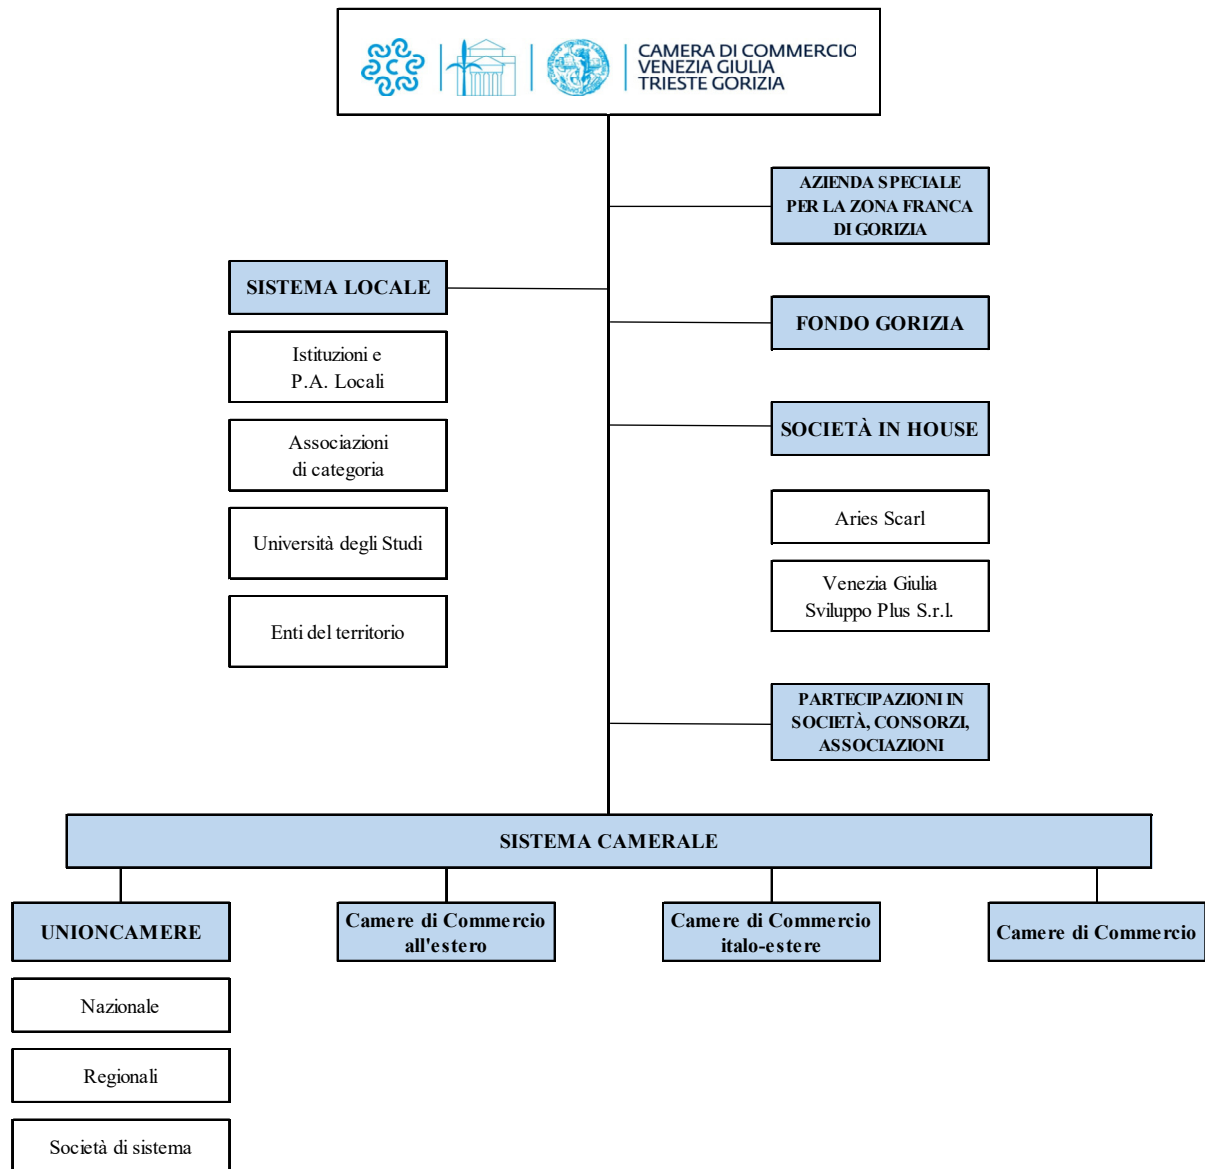 CAMERA DI COMMERCIO
VENEZIA GIULIA
TRIESTE GORIZIA
AZIENDA SPECIALE
PER LA ZONA FRANCA
DI GORIZIA
SISTEMA LOCALE
Istituzioni e
P.A. Locali
Associazioni
di categoria
Università degli Studi
Enti del territorio
FONDO GORIZIA
SOCIETÀ IN HOUSE
Aries Scarl
Venezia Giulia
Sviluppo Plus S.r.l.
PARTECIPAZIONI IN
SOCIETÀ, CONSORZI,
ASSOCIAZIONI
SISTEMA CAMERALE
UNIONCAMERE
Nazionale
Regionali
Società di sistema
Camere di Commercio
all'estero
Camere di Commercio
italo-estere
Camere di Commercio